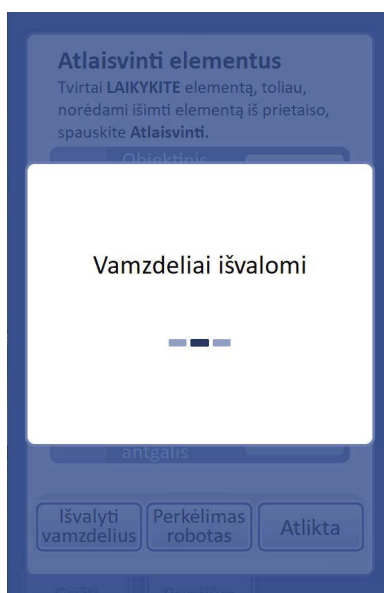 Atlaisvinti elementus
Tvirtai LAIKYKITE elementą, toliau,
norėdami išimti elementą iš prietaiso,
spauskite Atlaisvinti.
Objektinis
Vamzdeliai išvalomi
antgalis
Išvalyti
vamzdelius
Perkėlimas
robotas
Atlikta